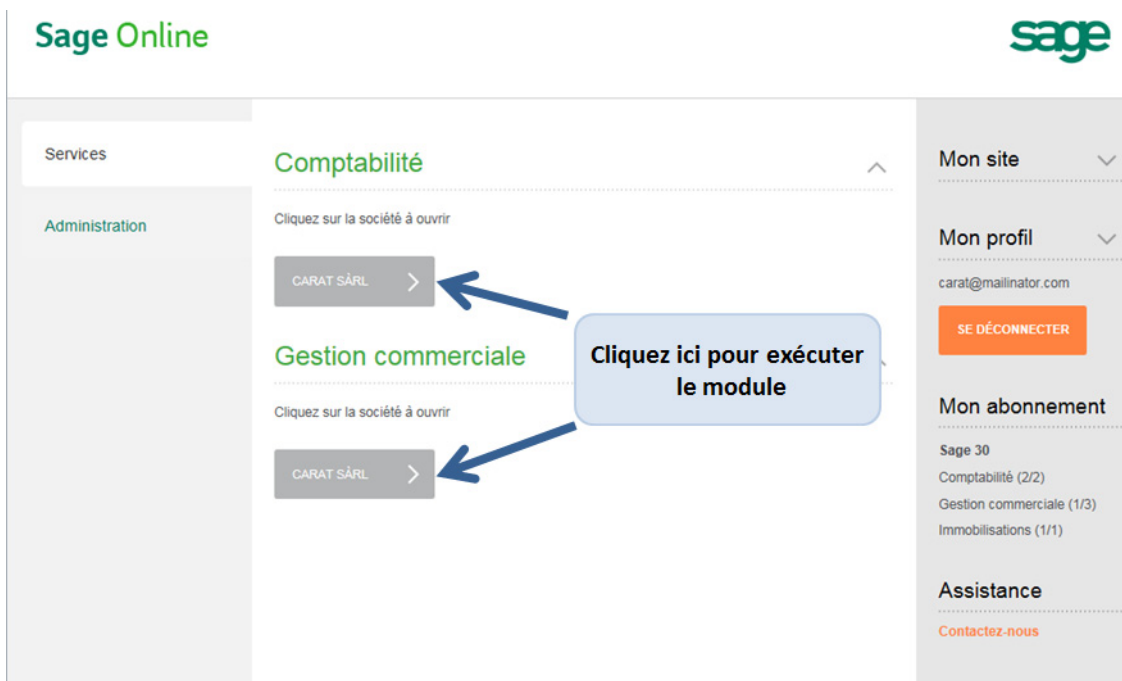 Sage Online
sage
Services
Administration
Comptabilité
Cliquez sur la société à ouvrir
CARAT SÀRL
Gestion commerciale
Cliquez sur la société à ouvrir
CARAT SÀRL
Cliquez ici pour exécuter
le module
Mon site
Mon profil
carat@mailinator.com
SE DÉCONNECTER
Mon abonnement
Sage 30
Comptabilité (2/2)
Gestion commerciale (1/3)
Immobilisations (1/1)
Assistance
Contactez-nous